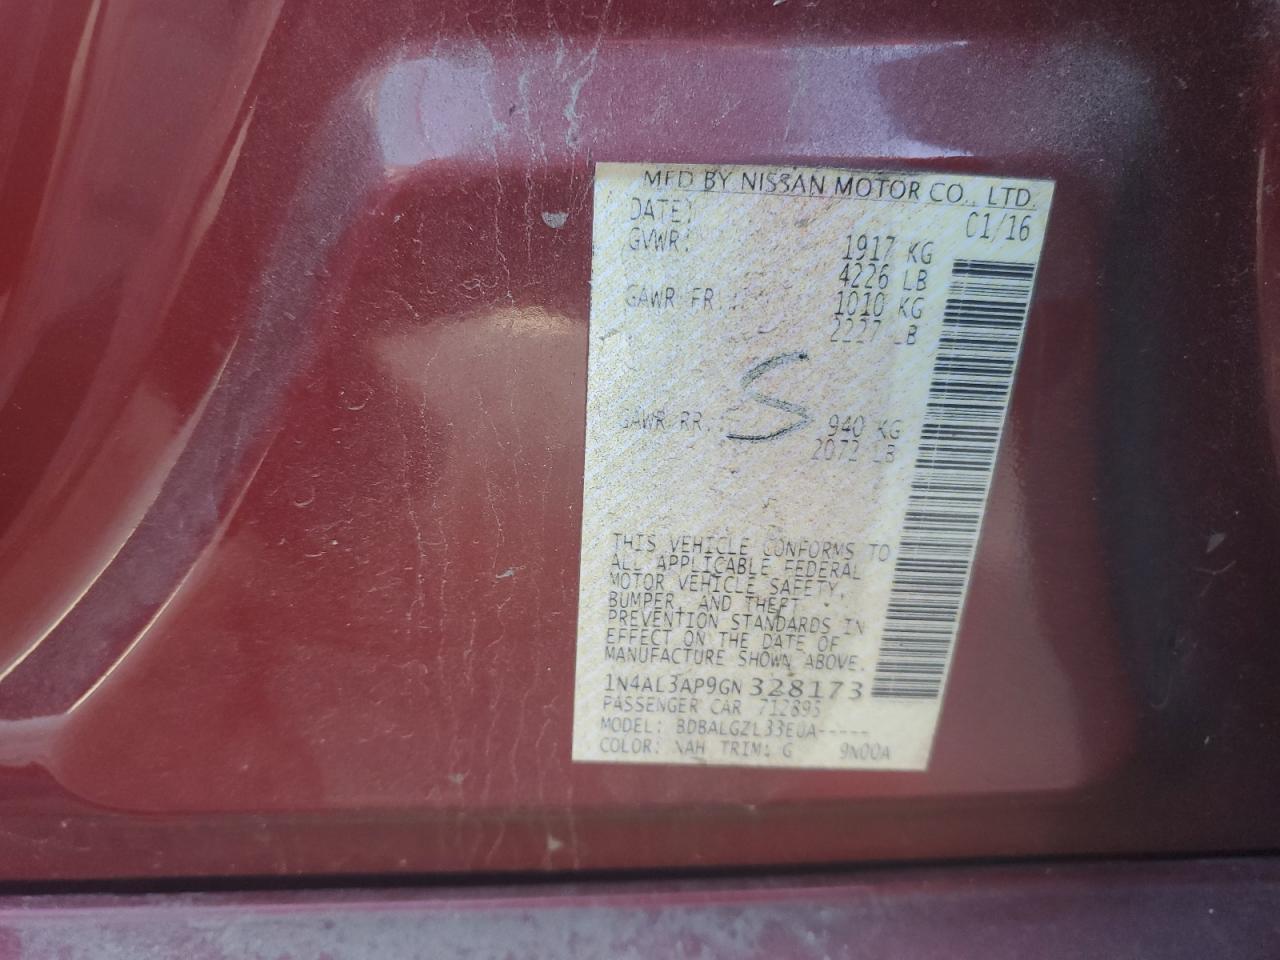 MFD BY NISSAN MOTOR CO., LTD.
DATE: 01/16
GVWR: 1917 KG
4226 LB
GAWR FR.: 1010 KG
2227 LB
S
GAWR RR.: 940 KG
2072 LB
THIS VEHICLE CONFORMS TO
ALL APPLICABLE FEDERAL
MOTOR VEHICLE SAFETY,
BUMPER, AND THEFT
PREVENTION STANDARDS IN
EFFECT ON THE DATE OF
MANUFACTURE SHOWN ABOVE.
1N4AL3AP9GN328173
PASSENGER CAR 712895
MODEL: BDBALGZL33EUA-----
COLOR: NAH TRIM: G 9N00A